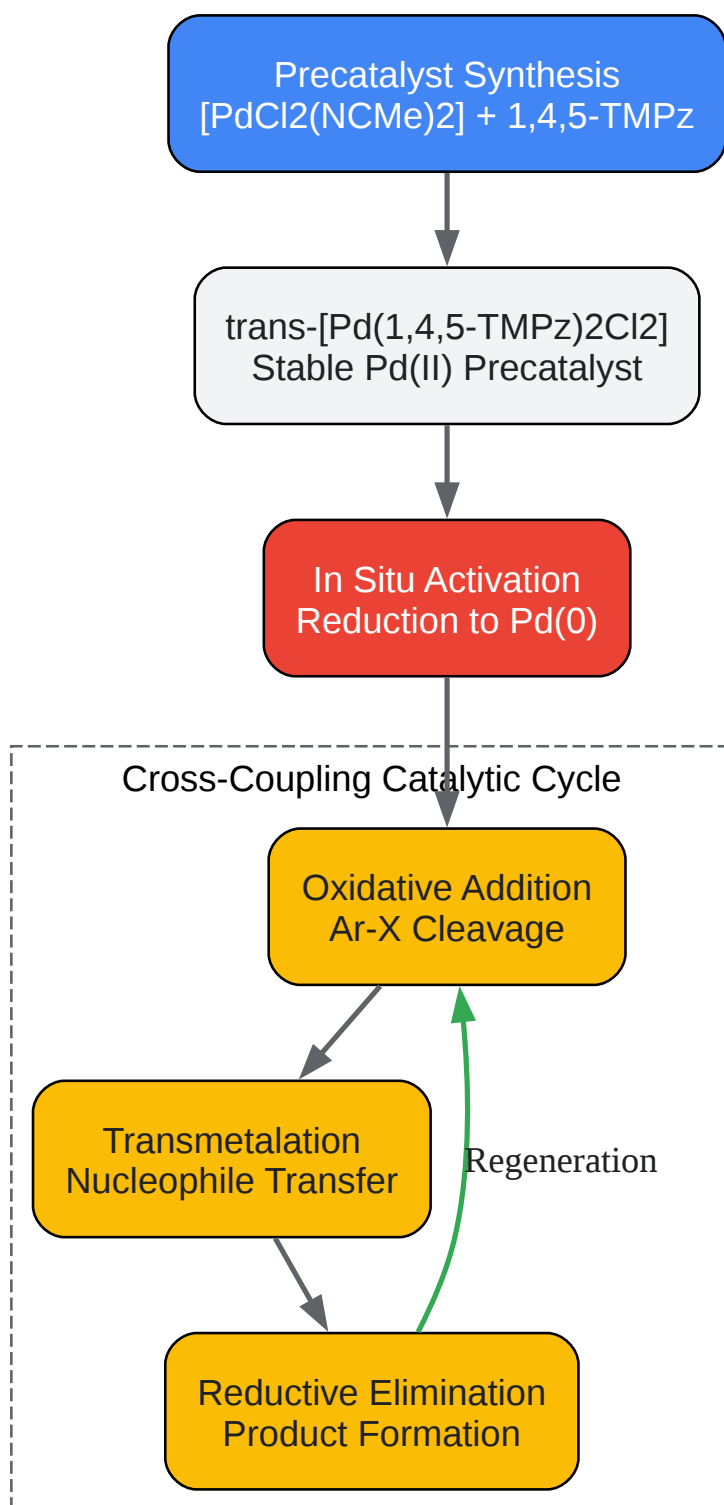 Precatalyst Synthesis
[PdCl2(NCMe)2] + 1,4,5-TMPz
trans-[Pd(1,4,5-TMPz)2Cl2]
Stable Pd(II) Precatalyst
In Situ Activation
Reduction to Pd(0)
Cross-Coupling Catalytic Cycle
Oxidative Addition
Ar-X Cleavage
Transmetalation
Nucleophile Transfer
Regeneration
Reductive Elimination
Product Formation